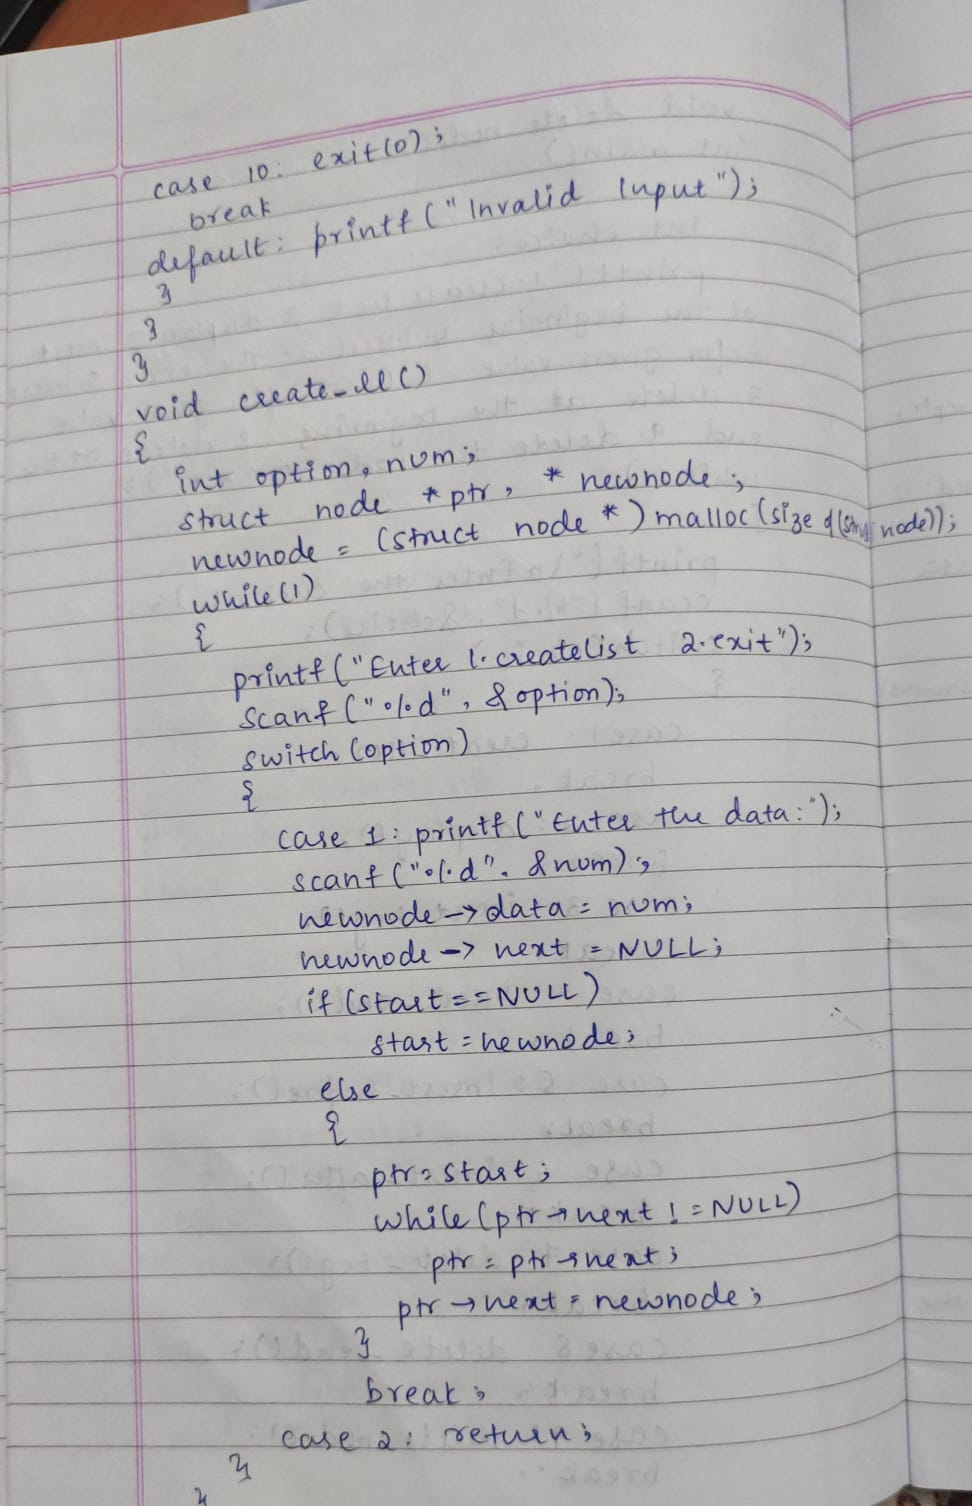 case 10: exit(0);
break
default: printf("Invalid Input");
}
}
}
void create_ll()
{
int option, num;
struct node *ptr, * newnode;
newnode = (struct node *) malloc(size of(struct node));
while(1)
{
printf("Enter 1.createlist 2.exit");
scanf("%d", &option);
switch(option)
{
case 1: printf("Enter the data:");
scanf("%d", &num);
newnode -> data = num;
newnode -> next = NULL;
if(start==NULL)
start=newnode;
else
{
ptr=start;
while(ptr->next != NULL)
ptr = ptr->next;
ptr -> next = newnode;
}
break;
case 2: return;
}
}